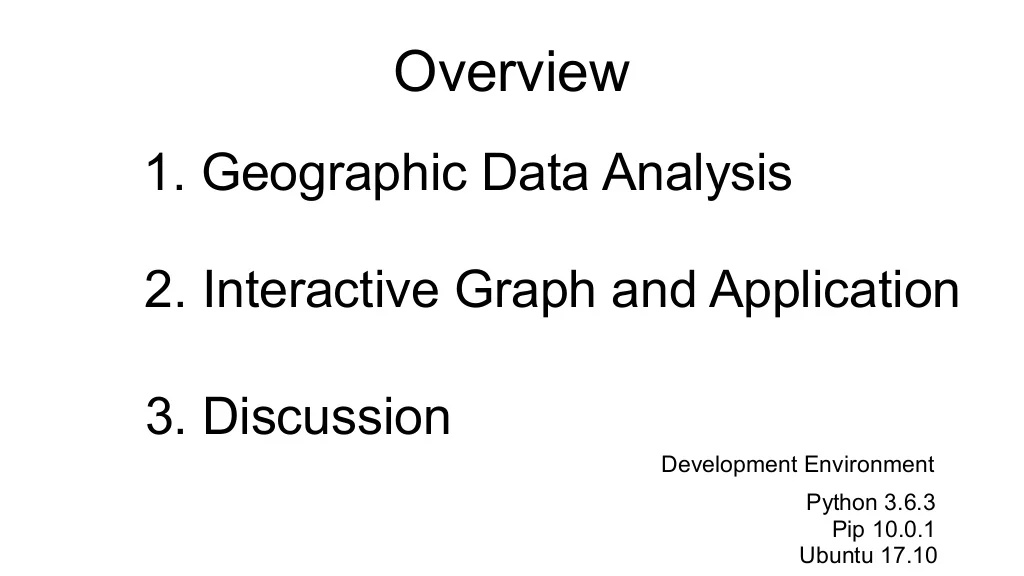 Overview
1. Geographic Data Analysis
2. Interactive Graph and Application
3. Discussion
Development Environment
Python 3.6.3
Pip 10.0.1
Ubuntu 17.10